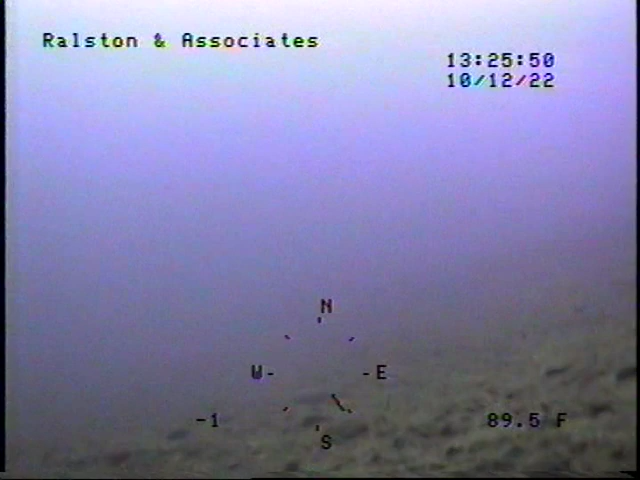 Ralston & Associates
13:25:50
10/12/22
N
W- -E
-1
89.5 F
S